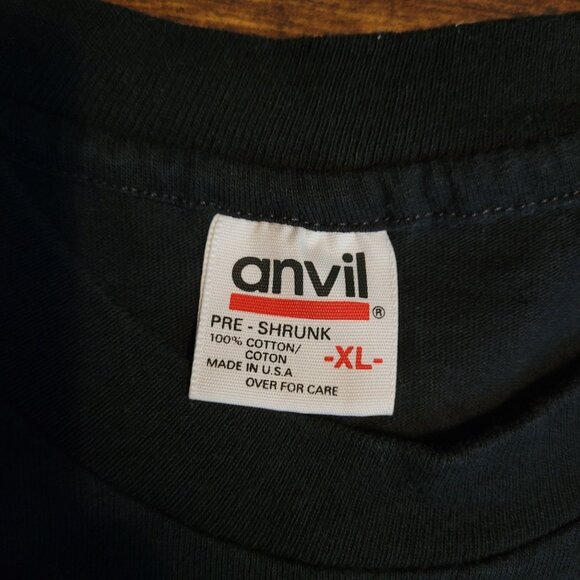 anvil®
PRE - SHRUNK
100% COTTON/
COTON
-XL-
MADE IN U.S.A
OVER FOR CARE